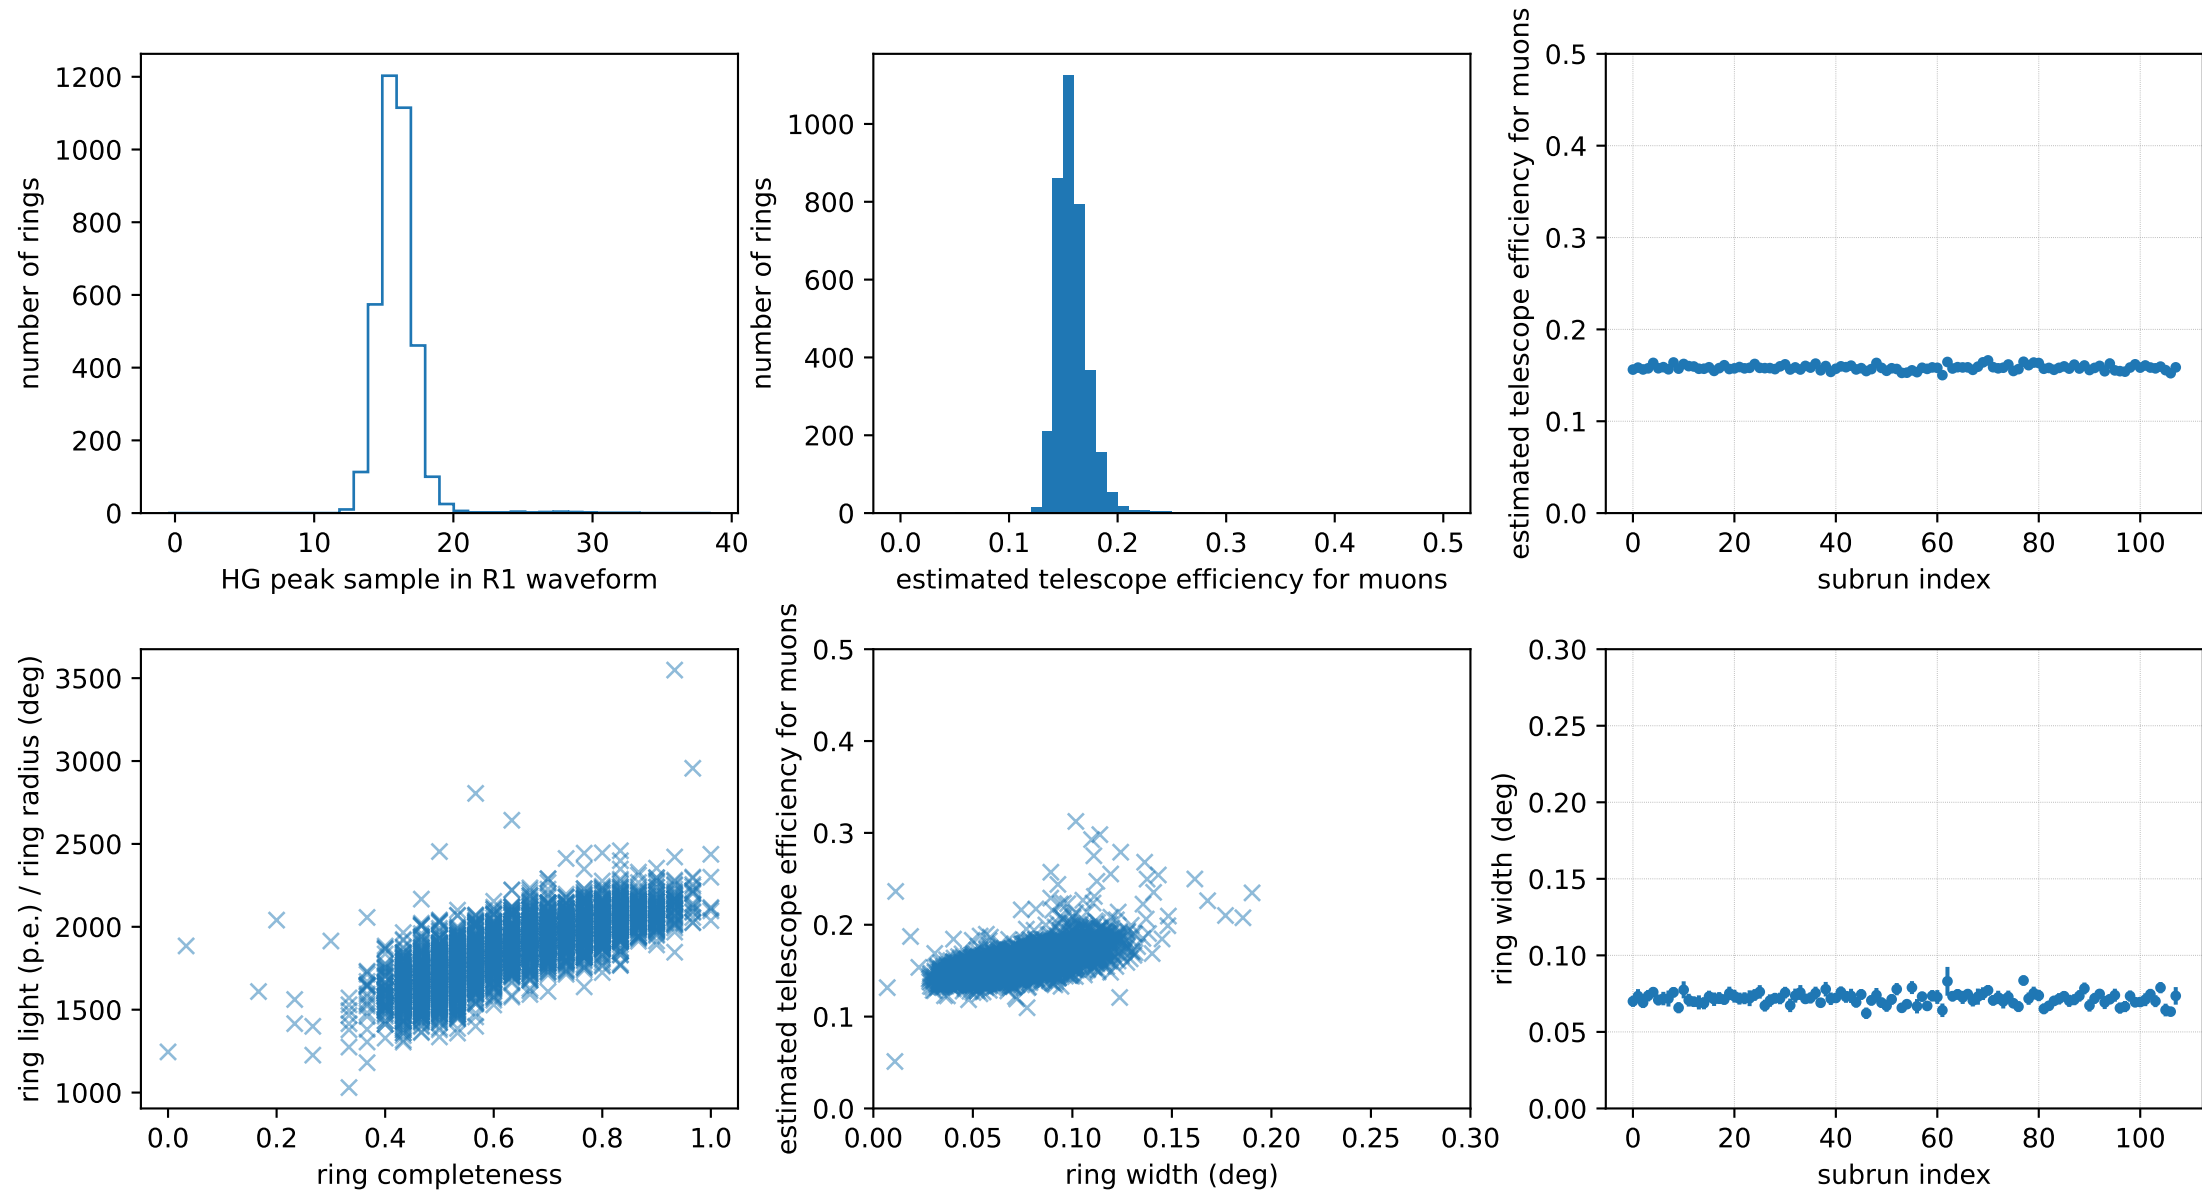 1200
1000
800
600
400
200
0
number of rings
0 10 20 30 40
HG peak sample in R1 waveform
1000
800
600
400
200
0
number of rings
0.0 0.1 0.2 0.3 0.4 0.5
estimated telescope efficiency for muons
0.5
0.4
0.3
0.2
0.1
0.0
estimated telescope efficiency for muons
0 20 40 60 80 100
subrun index
3500
3000
2500
2000
1500
1000
ring light (p.e.) / ring radius (deg)
0.0 0.2 0.4 0.6 0.8 1.0
ring completeness
0.5
0.4
0.3
0.2
0.1
0.0
estimated telescope efficiency for muons
0.00 0.05 0.10 0.15 0.20 0.25 0.30
ring width (deg)
0.30
0.25
0.20
0.15
0.10
0.05
0.00
ring width (deg)
0 20 40 60 80 100
subrun index